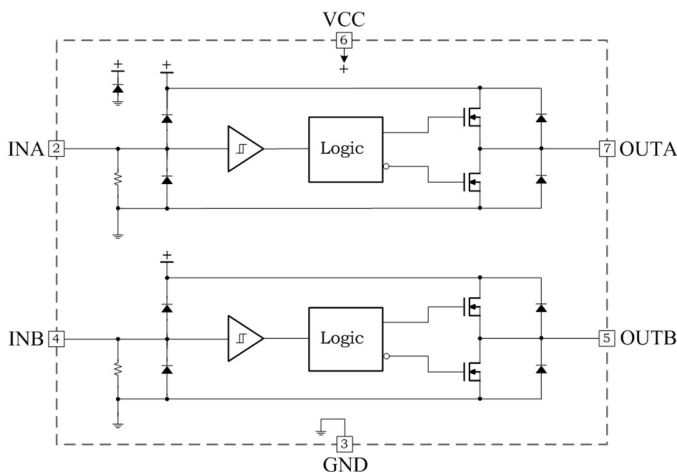 VCC
6
+
+
+
INA 2
Logic
7 OUTA
+
INB 4
Logic
5 OUTB
3
GND